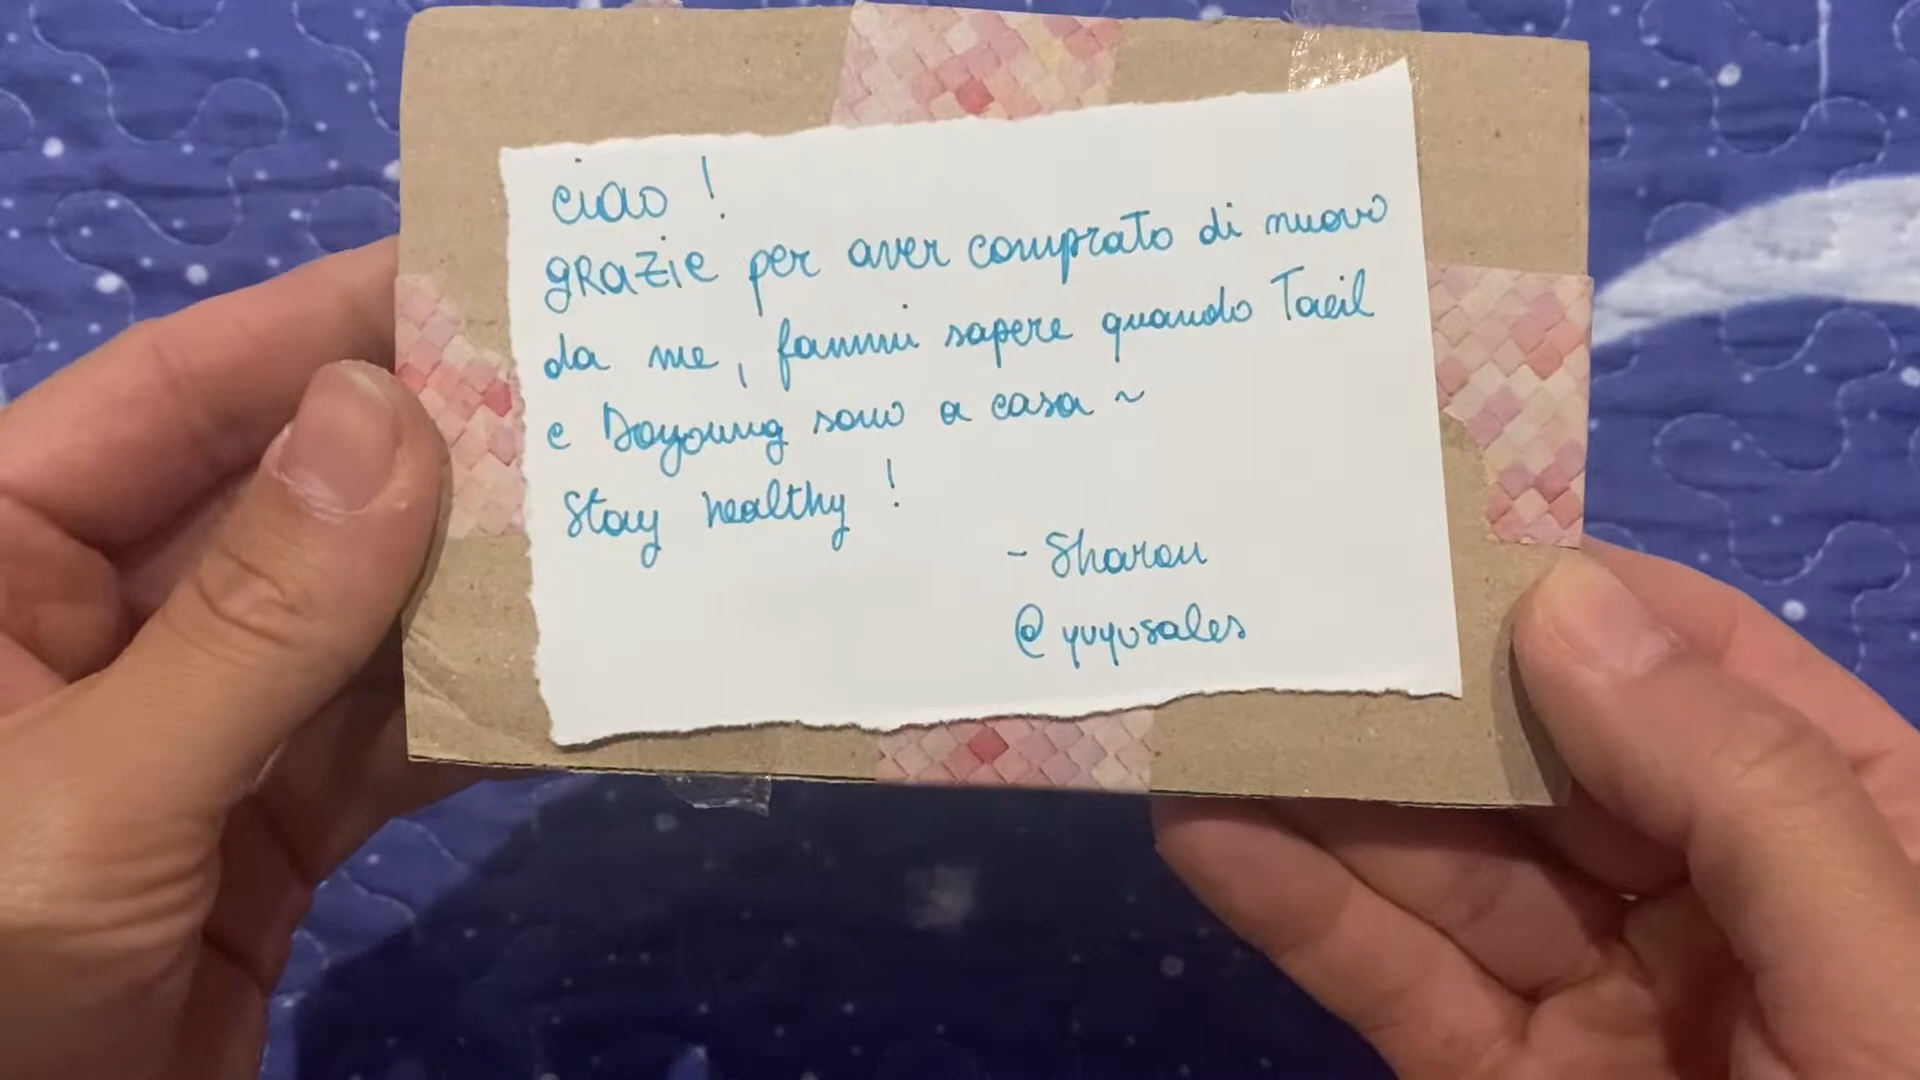 ciao !
grazie per aver comprato di nuovo
da me, fammi sapere quando Taeil
e Doyoung sono a casa ~
Stay healthy !
- Sharon
@yuyusales